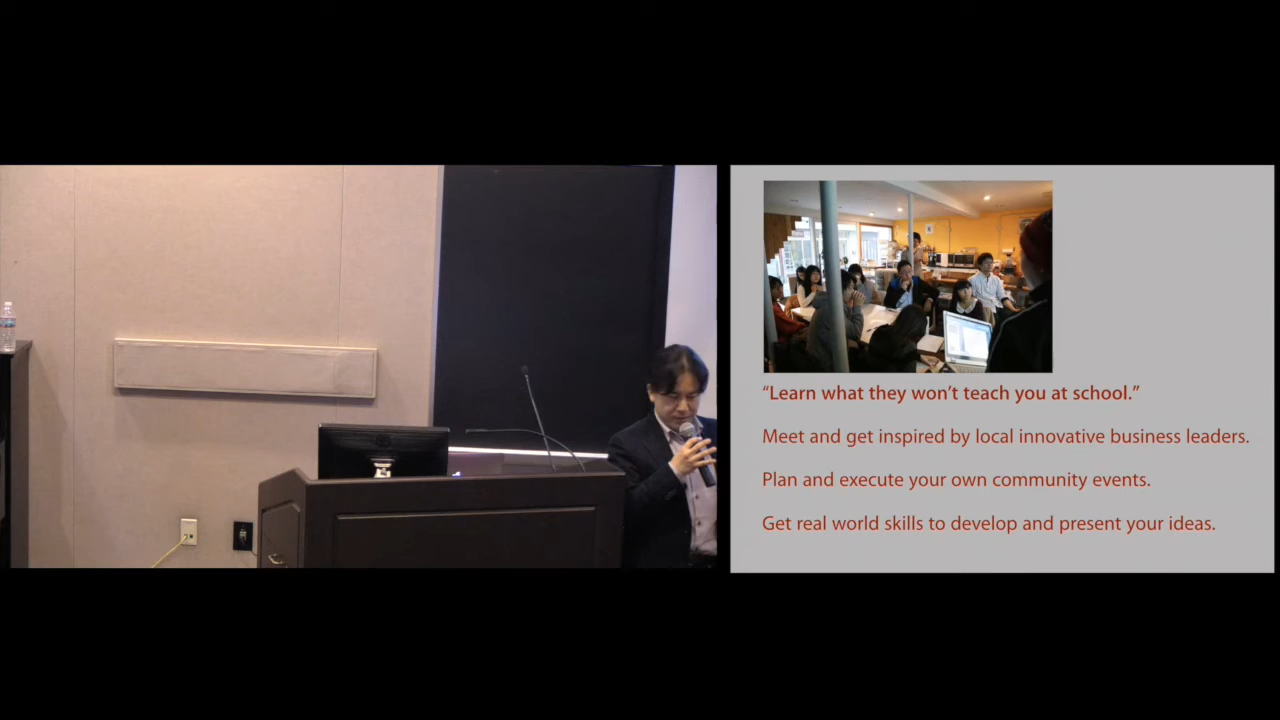 “Learn what they won’t teach you at school.”
Meet and get inspired by local innovative business leaders.
Plan and execute your own community events.
Get real world skills to develop and present your ideas.